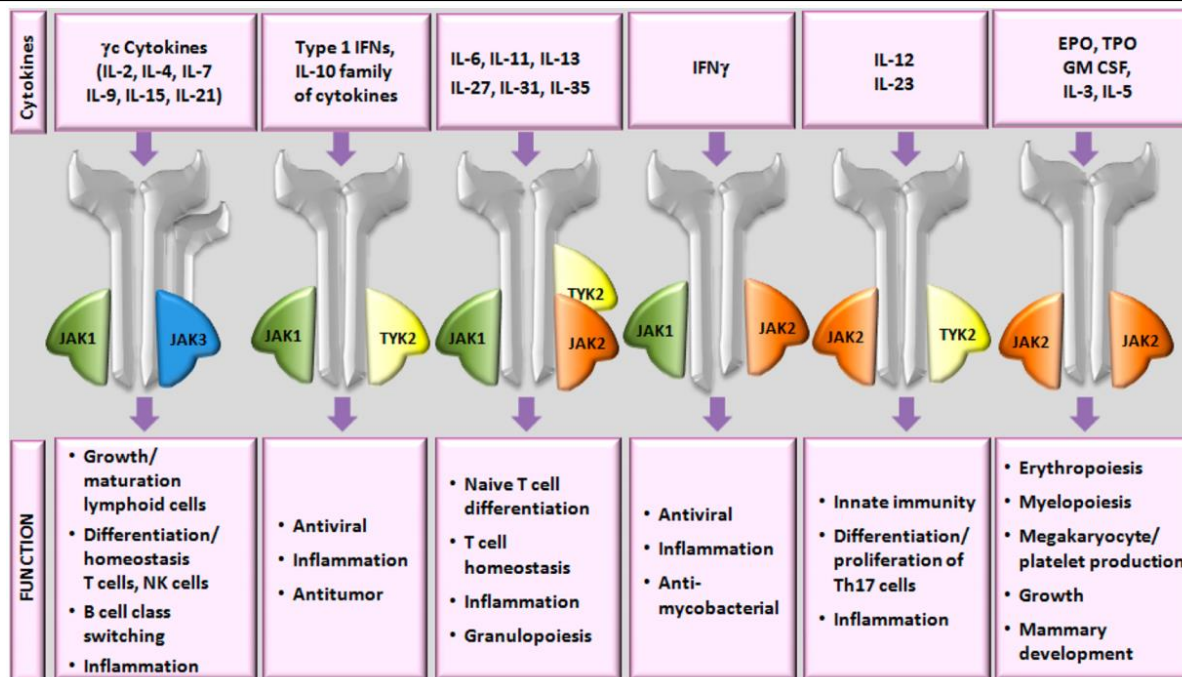 Cytokines
γc Cytokines
(IL-2, IL-4, IL-7
IL-9, IL-15, IL-21)
Type 1 IFNs,
IL-10 family
of cytokines
IL-6, IL-11, IL-13
IL-27, IL-31, IL-35
IFNγ
IL-12
IL-23
EPO, TPO
GM CSF,
IL-3, IL-5
JAK1
JAK3
JAK1
TYK2
JAK1
TYK2
JAK2
JAK1
JAK2
JAK2
TYK2
JAK2
JAK2
FUNCTION
• Growth/
maturation
lymphoid cells
• Differentiation/
homeostasis
T cells, NK cells
• B cell class
switching
• Inflammation
• Antiviral
• Inflammation
• Antitumor
• Naive T cell
differentiation
• T cell
homeostasis
• Inflammation
• Granulopoiesis
• Antiviral
• Inflammation
• Anti-
mycobacterial
• Innate immunity
• Differentiation/
proliferation of
Th17 cells
• Inflammation
• Erythropoiesis
• Myelopoiesis
• Megakaryocyte/
platelet production
• Growth
• Mammary
development